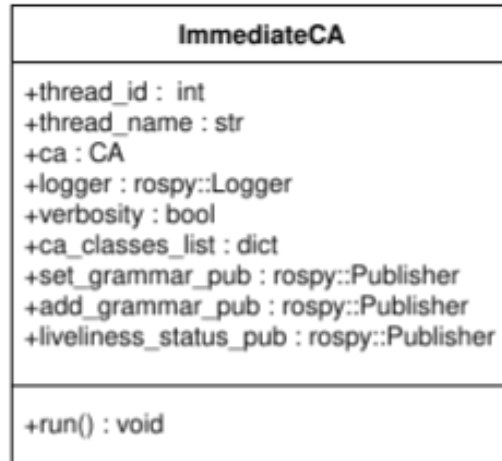 ImmediateCA
+thread_id : int
+thread_name : str
+ca : CA
+logger : rospy::Logger
+verbosity : bool
+ca_classes_list : dict
+set_grammar_pub : rospy::Publisher
+add_grammar_pub : rospy::Publisher
+liveliness_status_pub : rospy::Publisher
+run() : void